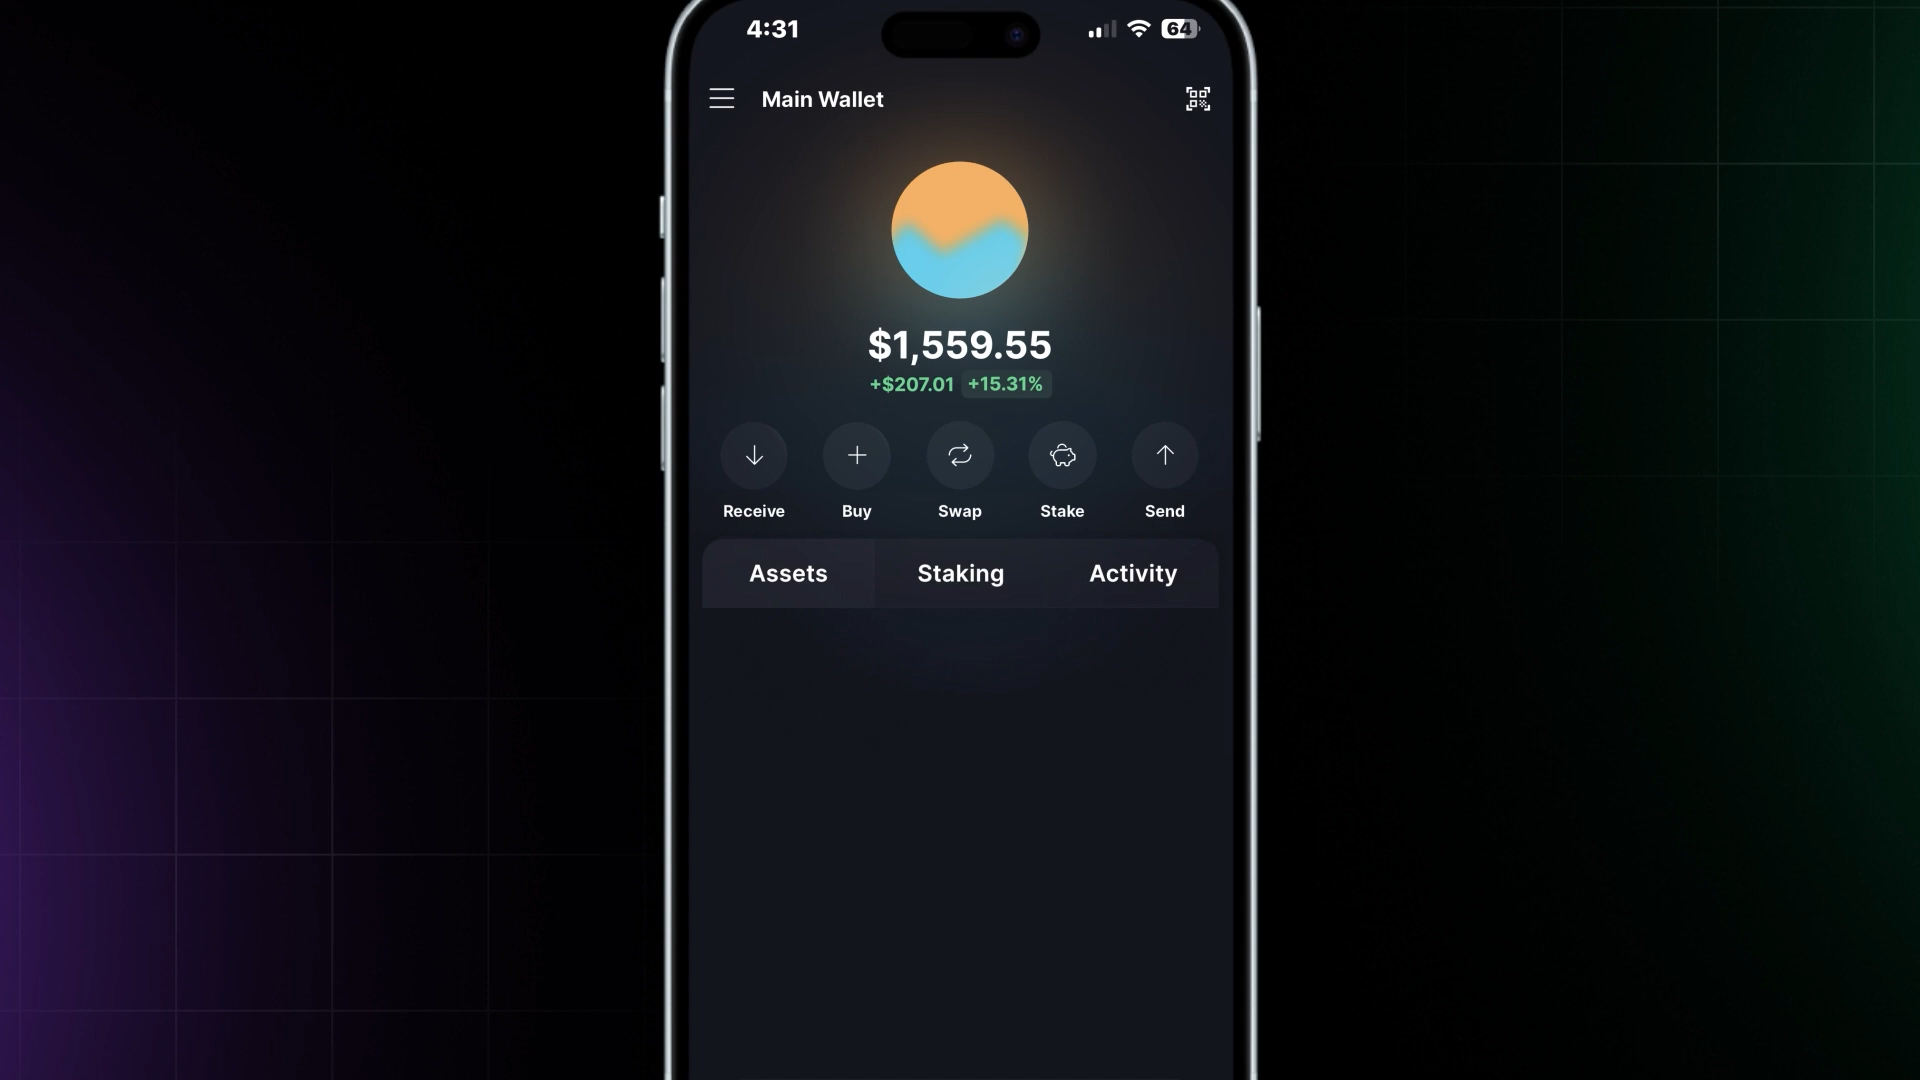 4:31
64
Main Wallet
$1,559.55
+$207.01 +15.31%
Receive Buy Swap Stake Send
Assets Staking Activity